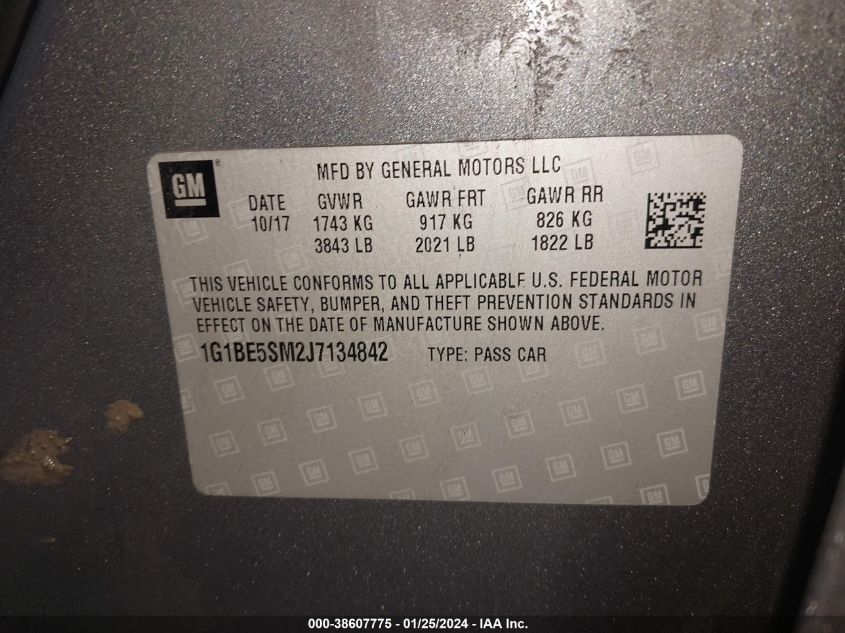 GM
MFD BY GENERAL MOTORS LLC
DATE GVWR GAWR FRT GAWR RR
10/17 1743 KG 917 KG 826 KG
3843 LB 2021 LB 1822 LB
THIS VEHICLE CONFORMS TO ALL APPLICABLE U.S. FEDERAL MOTOR
VEHICLE SAFETY, BUMPER, AND THEFT PREVENTION STANDARDS IN
EFFECT ON THE DATE OF MANUFACTURE SHOWN ABOVE.
1G1BE5SM2J7134842 TYPE: PASS CAR
000-38607775 - 01/25/2024 - IAA Inc.